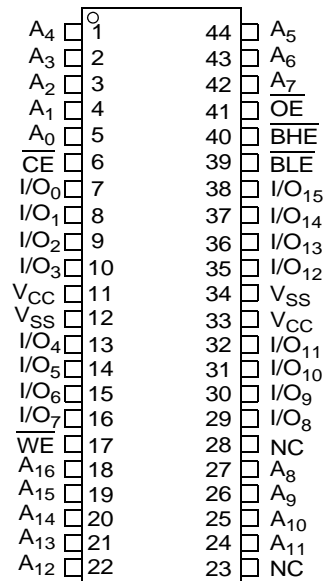 A4 1 44 A5
A3 2 43 A6
A2 3 42 A7
A1 4 41 OE
A0 5 40 BHE
CE 6 39 BLE
I/O0 7 38 I/O15
I/O1 8 37 I/O14
I/O2 9 36 I/O13
I/O3 10 35 I/O12
VCC 11 34 VSS
VSS 12 33 VCC
I/O4 13 32 I/O11
I/O5 14 31 I/O10
I/O6 15 30 I/O9
I/O7 16 29 I/O8
WE 17 28 NC
A16 18 27 A8
A15 19 26 A9
A14 20 25 A10
A13 21 24 A11
A12 22 23 NC